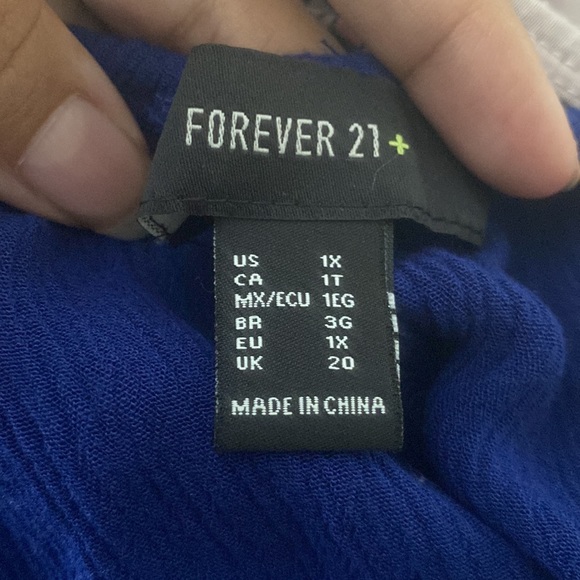 FOREVER 21+
US 1X
CA 1T
MX/ECU 1EG
BR 3G
EU 1X
UK 20
MADE IN CHINA